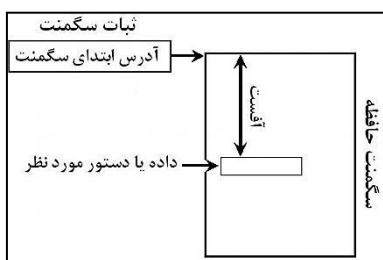 ثبات سگمنت
آدرس ابتدای سگمنت
آفست
داده یا دستور مورد نظر
سگمنت حافظه